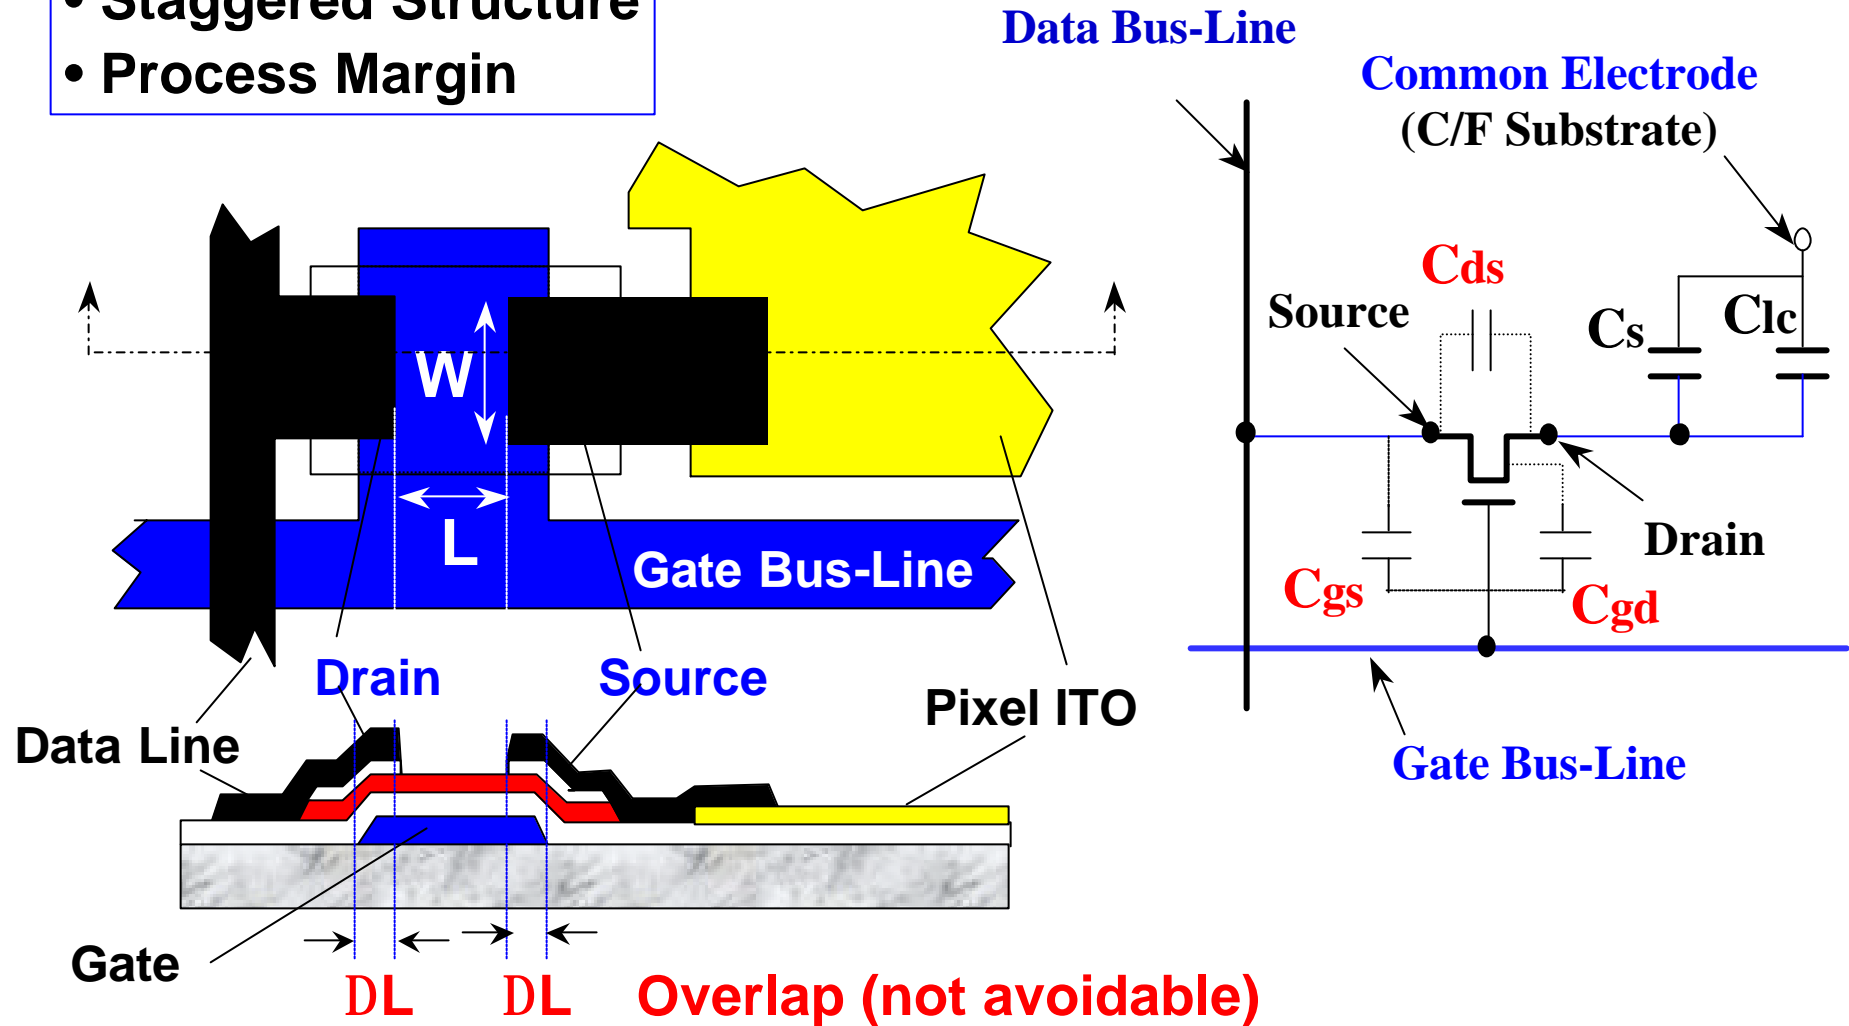 • Staggered Structure
• Process Margin
Data Bus-Line
Common Electrode
(C/F Substrate)
Cds
Source
Cs
Clc
W
L
Gate Bus-Line
Drain
Cgs
Cgd
Drain
Source
Pixel ITO
Data Line
Gate Bus-Line
Gate
DL
DL
Overlap (not avoidable)